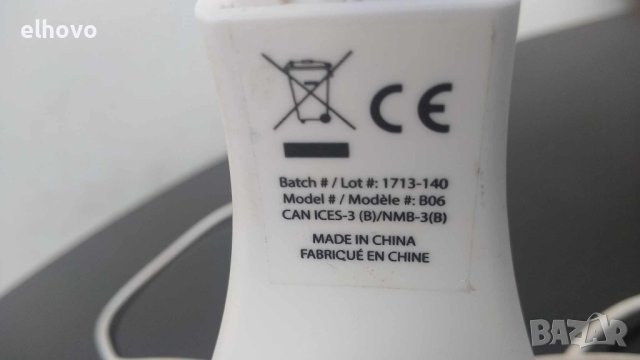 elhovo
CE
Batch # / Lot #: 1713-140
Model # / Modèle #: B06
CAN ICES-3 (B)/NMB-3(B)
MADE IN CHINA
FABRIQUÉ EN CHINE
BAZAR